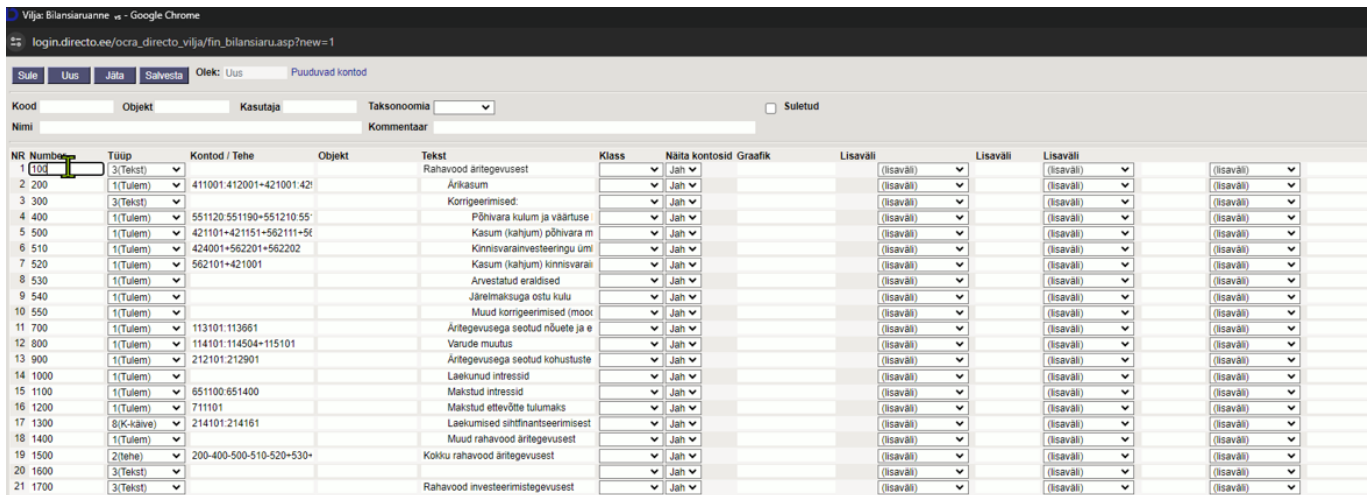 Vilja: Bilansiaruanne vs - Google Chrome
login.directo.ee/ocra_directo_vilja/fin_bilansiaru.asp?new=1
Sule Uus Jäta Salvesta Olek: Uus Puuduvad kontod
Kood Objekt Kasutaja Taksonoomia Suletud
Nimi Kommentaar
NR Number Tüüp Kontod / Tehe Objekt Tekst Klass Näita kontosid Graafik Lisaväli Lisaväli Lisaväli
1 100 3(Tekst) Rahavood äritegevusest Jah (lisaväli) (lisaväli) (lisaväli)
2 200 1(Tulem) 411001:412001+421001:42 Ärikasum Jah (lisaväli) (lisaväli) (lisaväli)
3 300 3(Tekst) Korrigeerimised: Jah (lisaväli) (lisaväli) (lisaväli)
4 400 1(Tulem) 551120:551190+551210:55 Põhivara kulum ja väärtuse Jah (lisaväli) (lisaväli) (lisaväli)
5 500 1(Tulem) 421101+421151+562111+56 Kasum (kahjum) põhivara m Jah (lisaväli) (lisaväli) (lisaväli)
6 510 1(Tulem) 424001+562201+562202 Kinnisvarainvesteeringu üml Jah (lisaväli) (lisaväli) (lisaväli)
7 520 1(Tulem) 562101+421001 Kasum (kahjum) kinnisvarai Jah (lisaväli) (lisaväli) (lisaväli)
8 530 1(Tulem) Arvestatud eraldised Jah (lisaväli) (lisaväli) (lisaväli)
9 540 1(Tulem) Järelmaksuga ostu kulu Jah (lisaväli) (lisaväli) (lisaväli)
10 550 1(Tulem) Muud korrigeerimised (mood Jah (lisaväli) (lisaväli) (lisaväli)
11 700 1(Tulem) 113101:113661 Äritegevusega seotud nõuete ja e Jah (lisaväli) (lisaväli) (lisaväli)
12 800 1(Tulem) 114101:114504+115101 Varude muutus Jah (lisaväli) (lisaväli) (lisaväli)
13 900 1(Tulem) 212101:212901 Äritegevusega seotud kohustuste Jah (lisaväli) (lisaväli) (lisaväli)
14 1000 1(Tulem) Laekunud intressid Jah (lisaväli) (lisaväli) (lisaväli)
15 1100 1(Tulem) 651100:651400 Makstud intressid Jah (lisaväli) (lisaväli) (lisaväli)
16 1200 1(Tulem) 711101 Makstud ettevõtte tulumaks Jah (lisaväli) (lisaväli) (lisaväli)
17 1300 8(K-käive) 214101:214161 Laekumised sihtfinantseerimisest Jah (lisaväli) (lisaväli) (lisaväli)
18 1400 1(Tulem) Muud rahavood äritegevusest Jah (lisaväli) (lisaväli) (lisaväli)
19 1500 2(tehe) 200-400-500-510-520+530+ Kokku rahavood äritegevusest Jah (lisaväli) (lisaväli) (lisaväli)
20 1600 3(Tekst) Jah (lisaväli) (lisaväli) (lisaväli)
21 1700 3(Tekst) Rahavood investeerimistegevusest Jah (lisaväli) (lisaväli) (lisaväli)